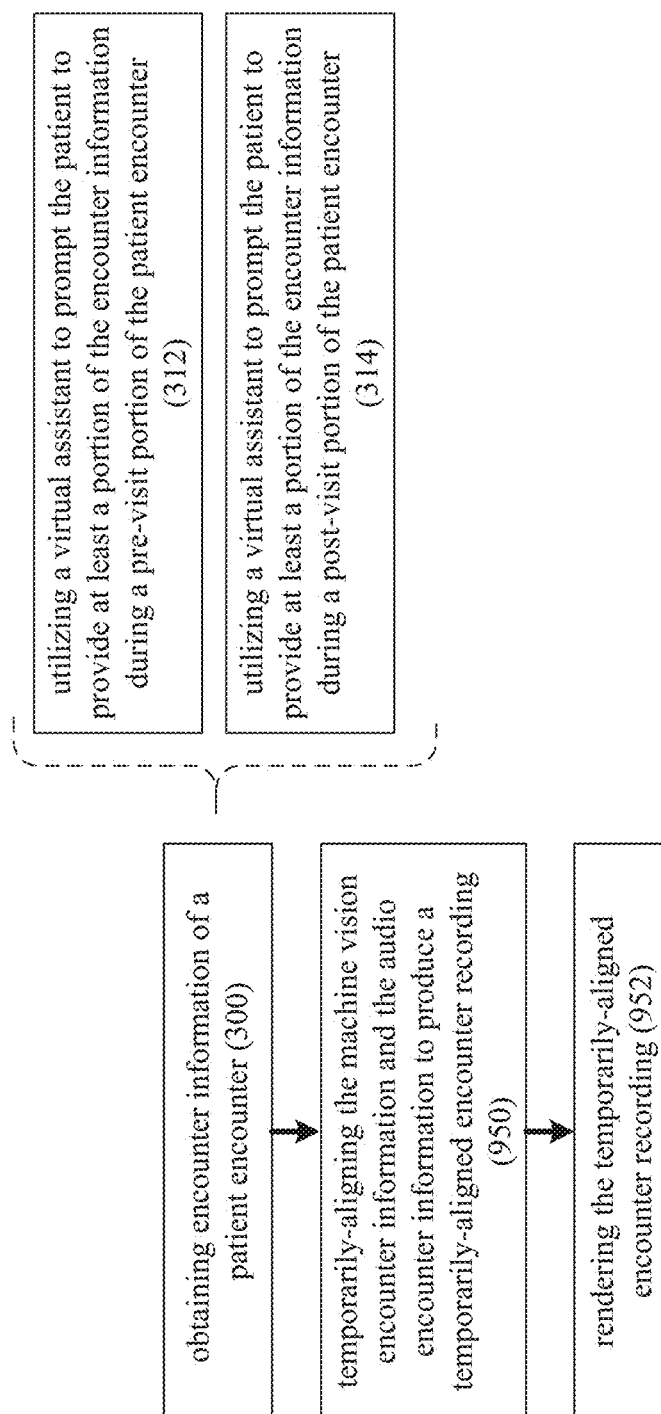 obtaining encounter information of a
patient encounter (300)
temporarily-aligning the machine vision
encounter information and the audio
encounter information to produce a
temporarily-aligned encounter recording
(950)
rendering the temporarily-aligned
encounter recording (952)
utilizing a virtual assistant to prompt the patient to
provide at least a portion of the encounter information
during a pre-visit portion of the patient encounter
(312)
utilizing a virtual assistant to prompt the patient to
provide at least a portion of the encounter information
during a post-visit portion of the patient encounter
(314)